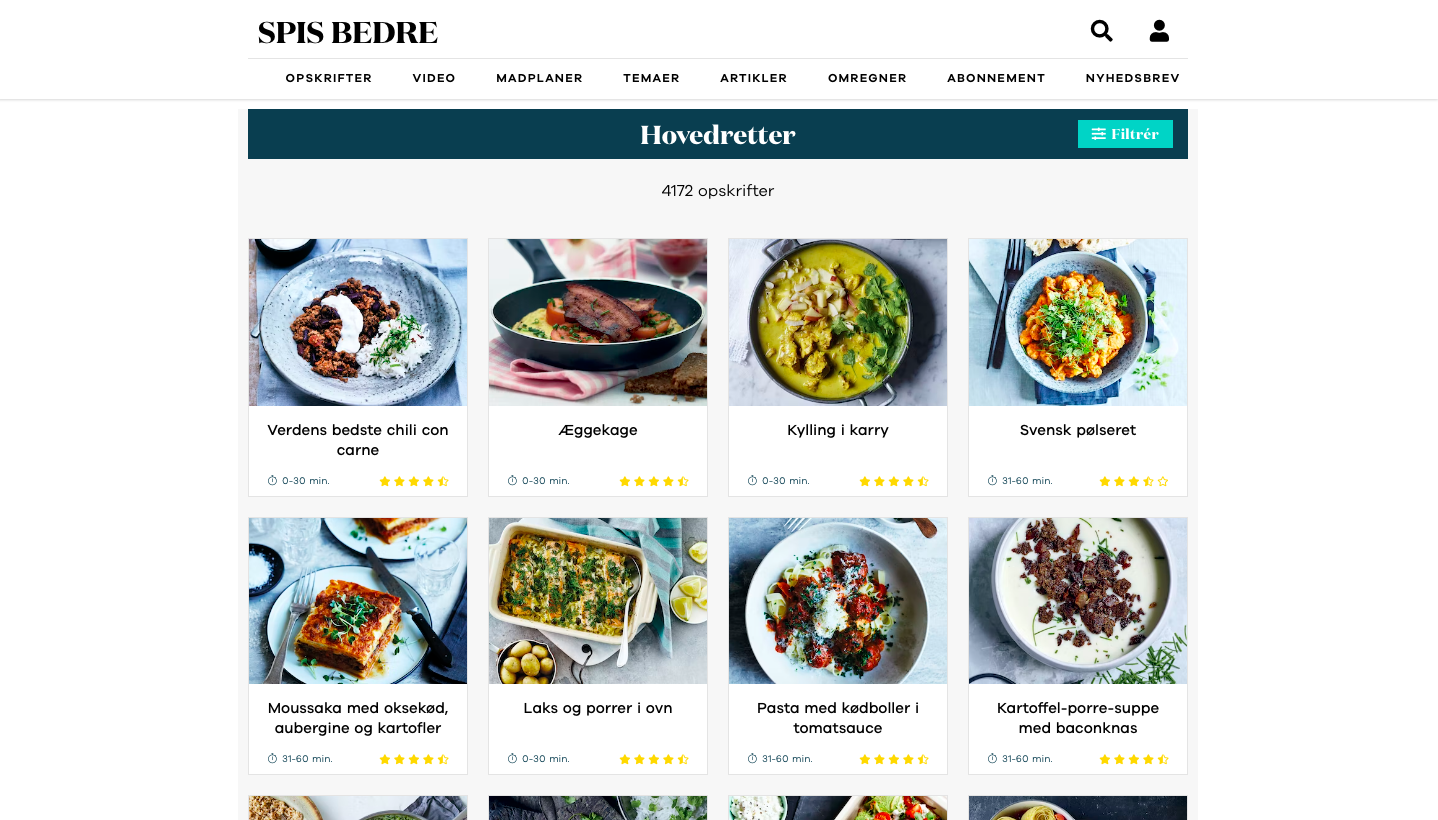 SPIS BEDRE
OPSKRIFTER VIDEO MADPLANER TEMAER ARTIKLER OMREGNER ABONNEMENT NYHEDSBREV
Hovedretter
Filtrér
4172 opskrifter
Verdens bedste chili con
carne
0-30 min.
Æggekage
0-30 min.
Kylling i karry
0-30 min.
Svensk pølseret
31-60 min.
Moussaka med oksekød,
aubergine og kartofler
31-60 min.
Laks og porrer i ovn
0-30 min.
Pasta med kødboller i
tomatsauce
31-60 min.
Kartoffel-porre-suppe
med baconknas
31-60 min.